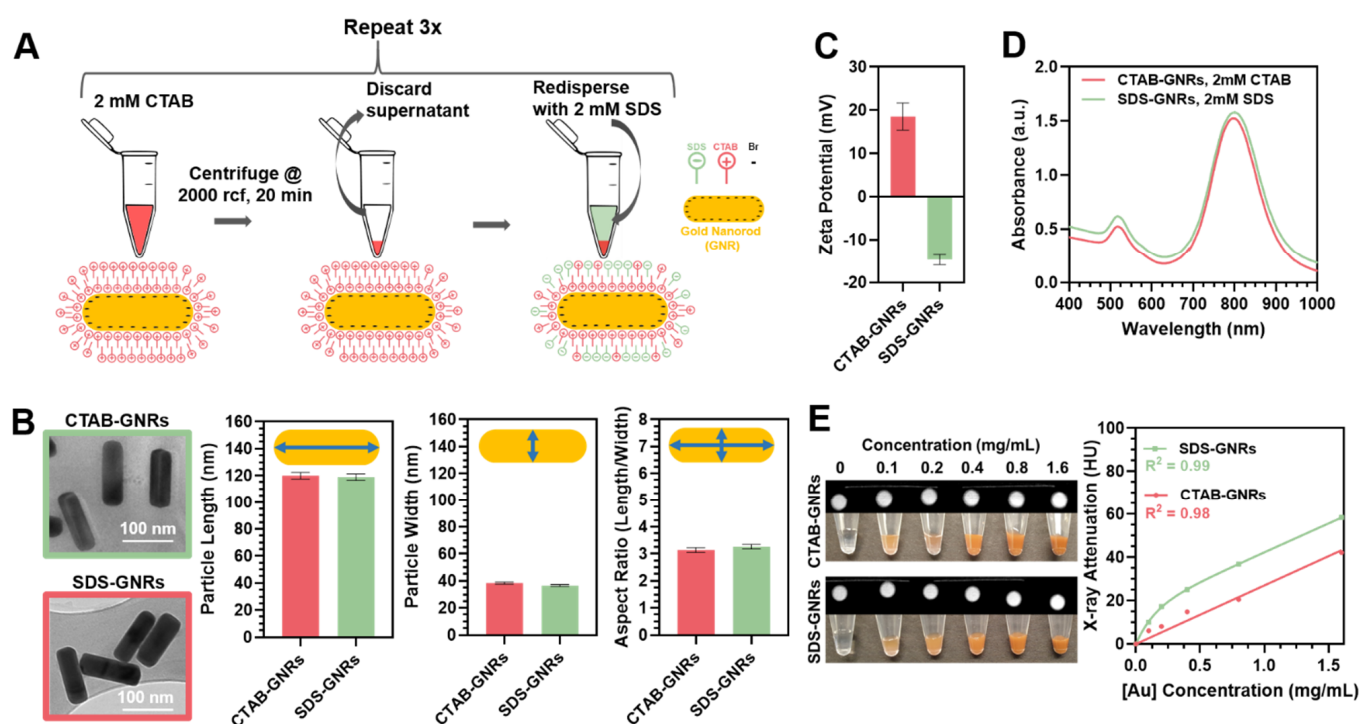 A
Repeat 3x
2 mM CTAB
Discard
supernatant
Redisperse
with 2 mM SDS
Centrifuge @
2000 rcf, 20 min
SDS CTAB Br
-
Gold Nanorod
(GNR)
B
CTAB-GNRs
100 nm
SDS-GNRs
100 nm
Particle Length (nm)
160
140
120
100
80
60
40
20
0
CTAB-GNRs
SDS-GNRs
Particle Width (nm)
160
140
120
100
80
60
40
20
0
CTAB-GNRs
SDS-GNRs
Aspect Ratio (Length/Width)
8
7
6
5
4
3
2
1
0
CTAB-GNRs
SDS-GNRs
C
Zeta Potential (mV)
30
20
10
0
-10
-20
CTAB-GNRs
SDS-GNRs
D
Absorbance (a.u.)
2.0
1.5
1.0
0.5
0.0
CTAB-GNRs, 2mM CTAB
SDS-GNRs, 2mM SDS
400 500 600 700 800 900 1000
Wavelength (nm)
E
Concentration (mg/mL)
0 0.1 0.2 0.4 0.8 1.6
CTAB-GNRs
SDS-GNRs
X-ray Attenuation (HU)
100
80
60
40
20
0
SDS-GNRs
R² = 0.99
CTAB-GNRs
R² = 0.98
0.0 0.5 1.0 1.5
[Au] Concentration (mg/mL)